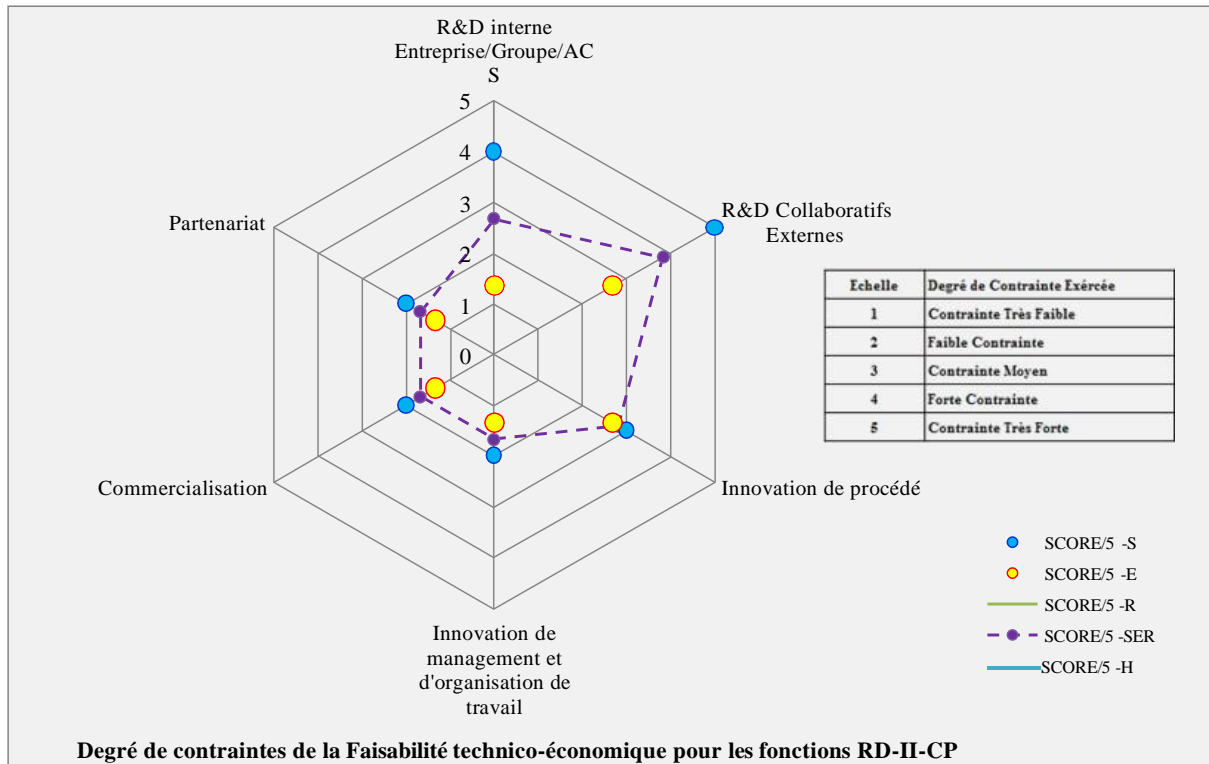 R&D interne
Entreprise/Groupe/AC
S
5
4
3
2
1
0
R&D Collaboratifs
Externes
Partenariat
Innovation de procédé
Commercialisation
Innovation de
management et
d'organisation de
travail
Echelle Degré de Contrainte Exércée
1 Contrainte Très Faible
2 Faible Contrainte
3 Contrainte Moyen
4 Forte Contrainte
5 Contrainte Très Forte
SCORE/5 -S
SCORE/5 -E
SCORE/5 -R
SCORE/5 -SER
SCORE/5 -H
Degré de contraintes de la Faisabilité technico-économique pour les fonctions RD-II-CP